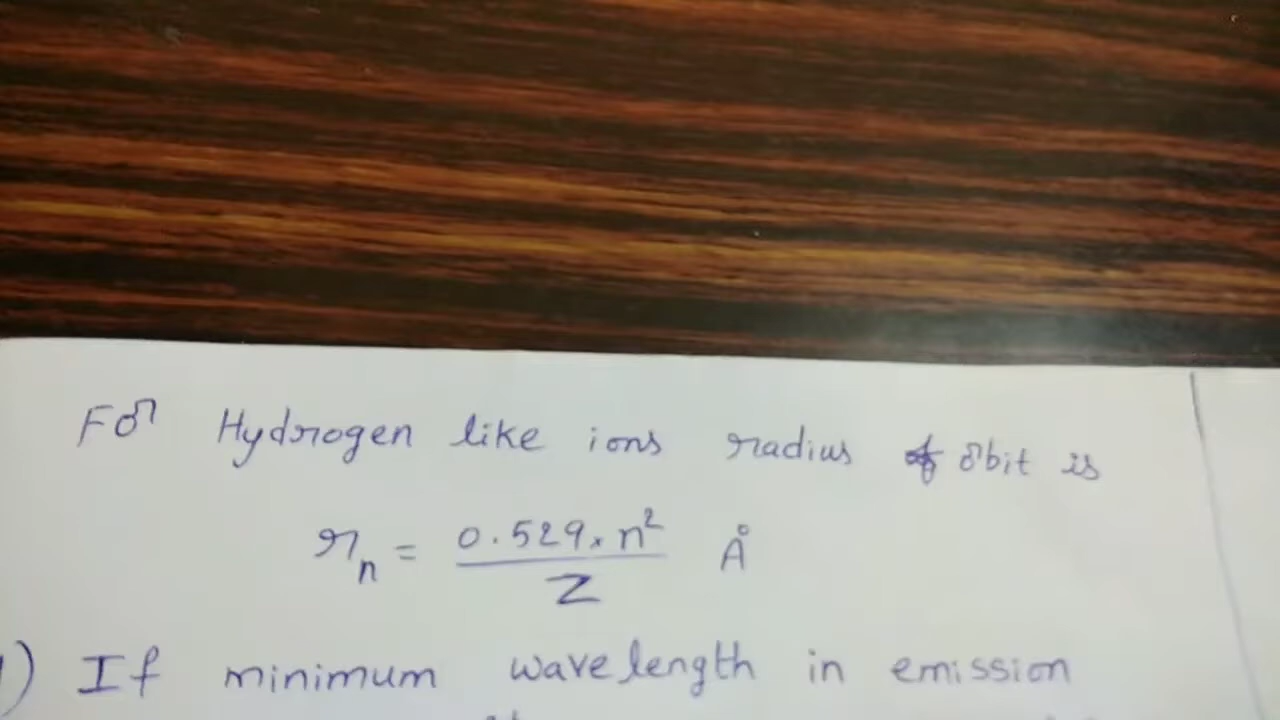 For Hydrogen like ions radius of orbit is
rn = 0.529 × n² / Z Å
1) If minimum wavelength in emission